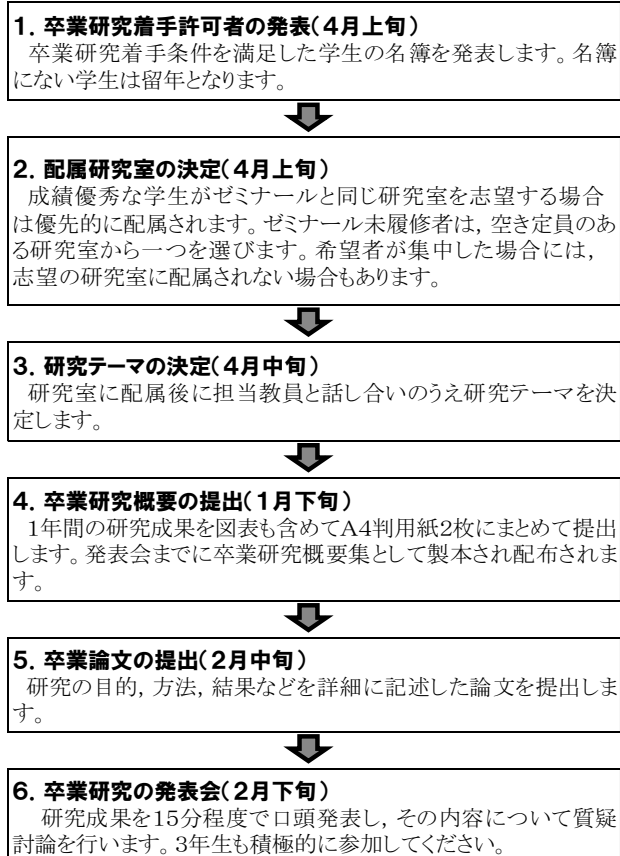 1. 卒業研究着手許可者の発表(4月上旬)
卒業研究着手条件を満足した学生の名簿を発表します。名簿
にない学生は留年となります。
2. 配属研究室の決定(4月上旬)
成績優秀な学生がゼミナールと同じ研究室を志望する場合
は優先的に配属されます。ゼミナール未履修者は, 空き定員のあ
る研究室から一つを選びます。希望者が集中した場合には,
志望の研究室に配属されない場合もあります。
3. 研究テーマの決定(4月中旬)
研究室に配属後に担当教員と話し合いのうえ研究テーマを決
定します。
4. 卒業研究概要の提出(1月下旬)
1年間の研究成果を図表も含めてA4判用紙2枚にまとめて提出
します。発表会までに卒業研究概要集として製本され配布されま
す。
5. 卒業論文の提出(2月中旬)
研究の目的, 方法, 結果などを詳細に記述した論文を提出しま
す。
6. 卒業研究の発表会(2月下旬)
研究成果を15分程度で口頭発表し, その内容について質疑
討論を行います。3年生も積極的に参加してください。